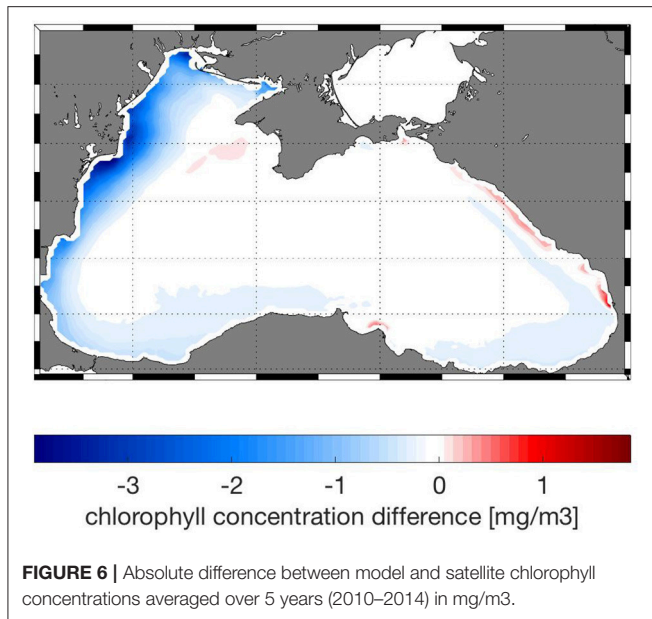 -3 -2 -1 0 1
chlorophyll concentration difference [mg/m3]
FIGURE 6 | Absolute difference between model and satellite chlorophyll
concentrations averaged over 5 years (2010–2014) in mg/m3.